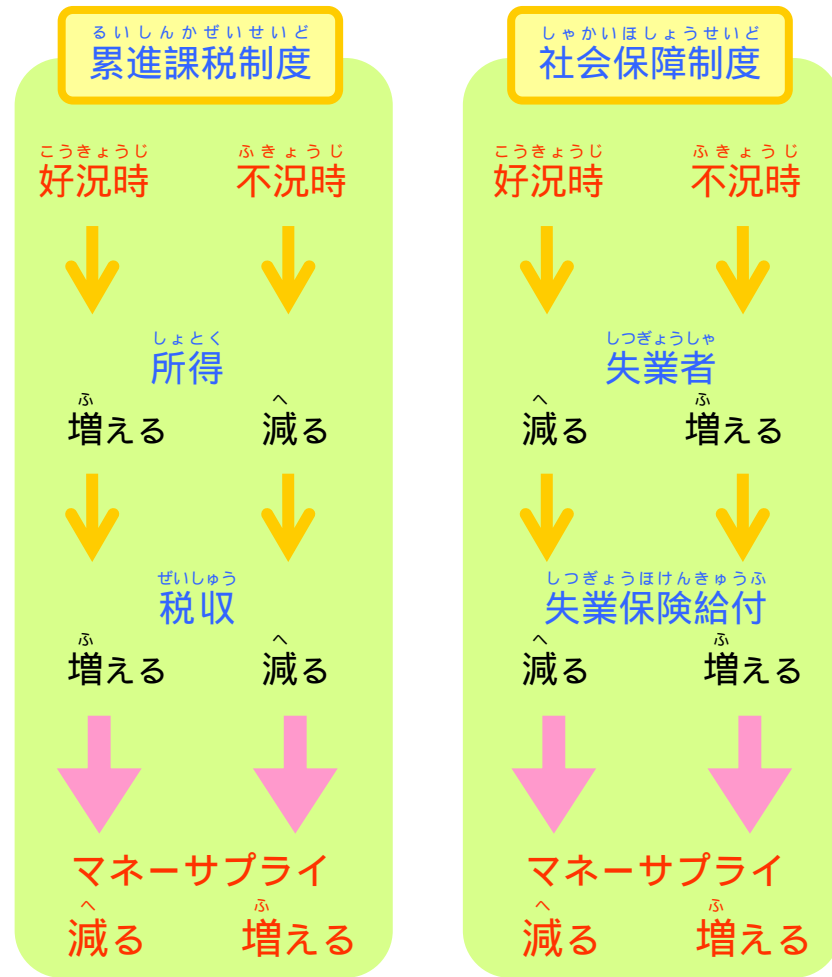 るいしんかぜいせいど
累進課税制度
こうきょうじ ふきょうじ
好況時 不況時
しょとく
所得
ふ へ
増える 減る
ぜいしゅう
税収
ふ へ
増える 減る
マネーサプライ
へ ふ
減る 増える
しゃかいほしょうせいど
社会保障制度
こうきょうじ ふきょうじ
好況時 不況時
しつぎょうしゃ
失業者
へ ふ
減る 増える
しつぎょうほけんきゅうふ
失業保険給付
へ ふ
減る 増える
マネーサプライ
へ ふ
減る 増える